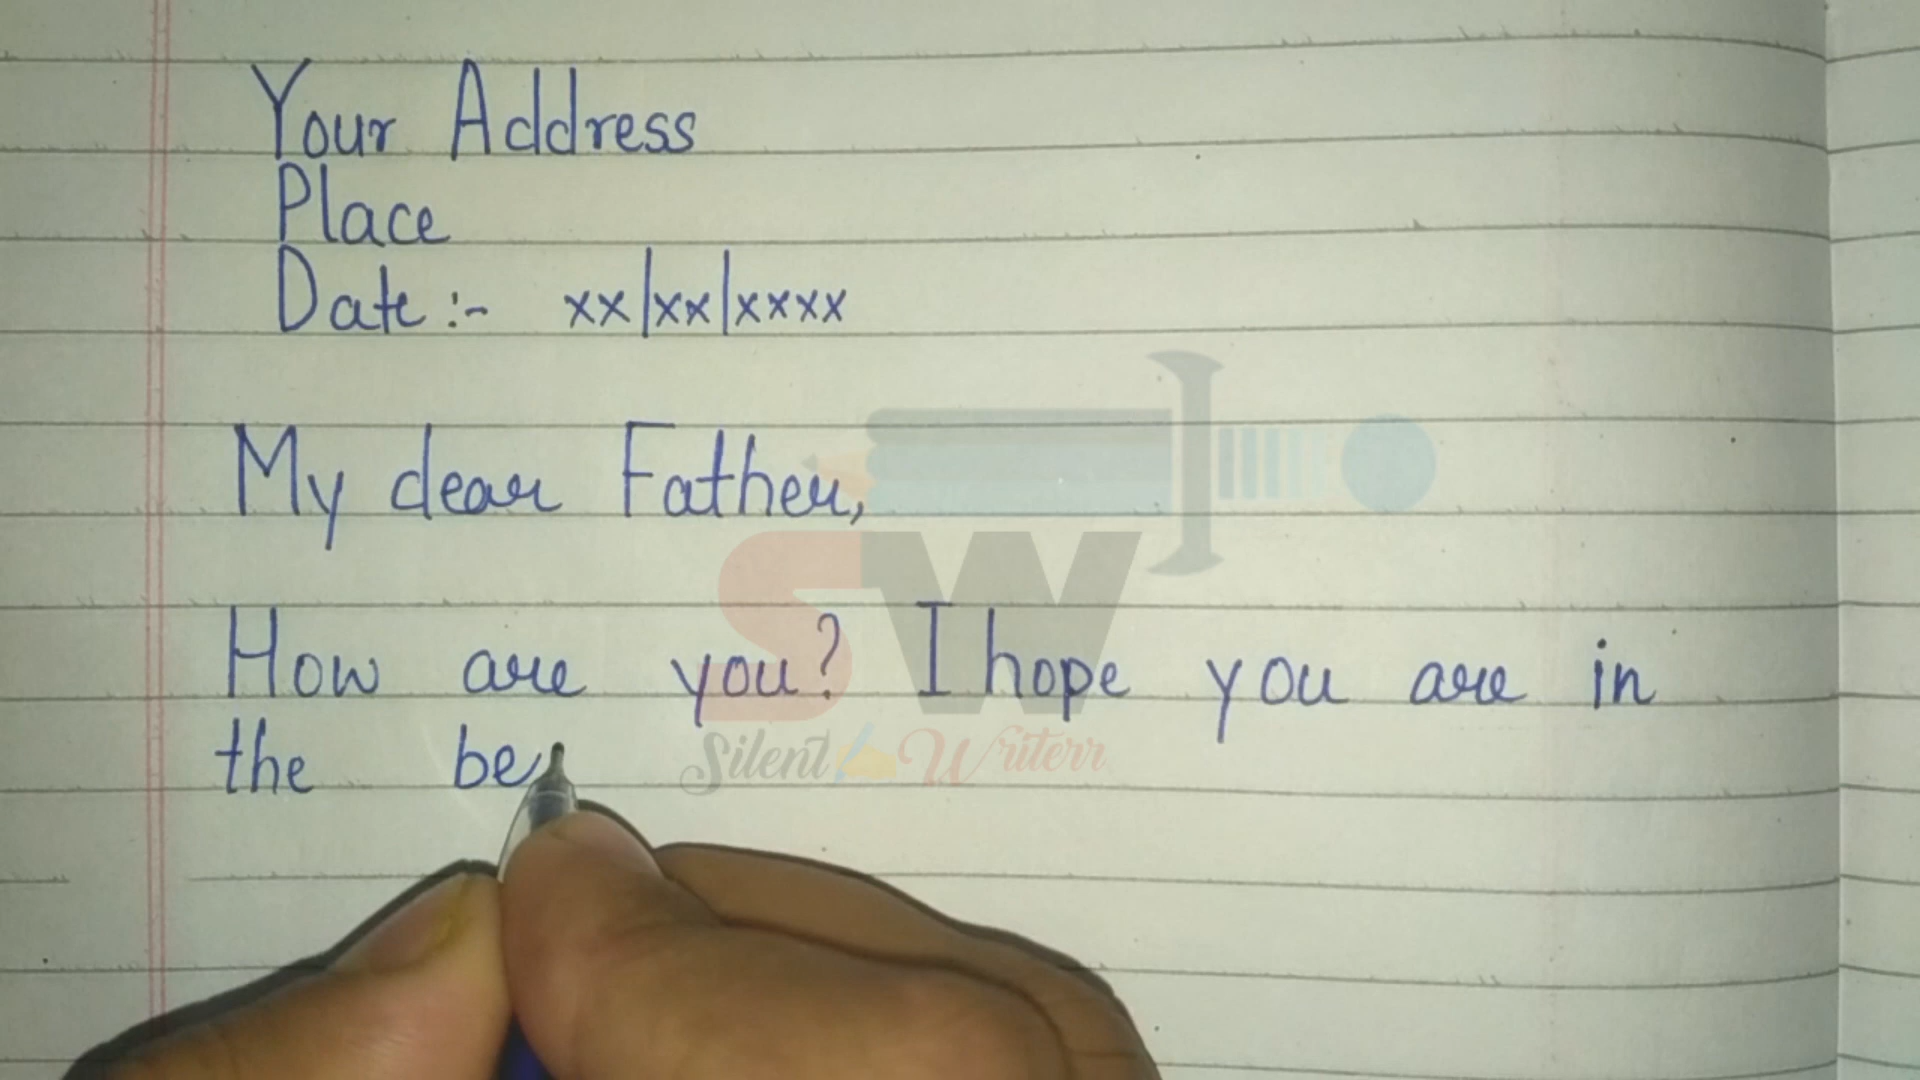 Your Address
Place
Date :- xx|xx|xxxx
My dear Father,
How are you? I hope you are in
the be
SW
Silent Writerr